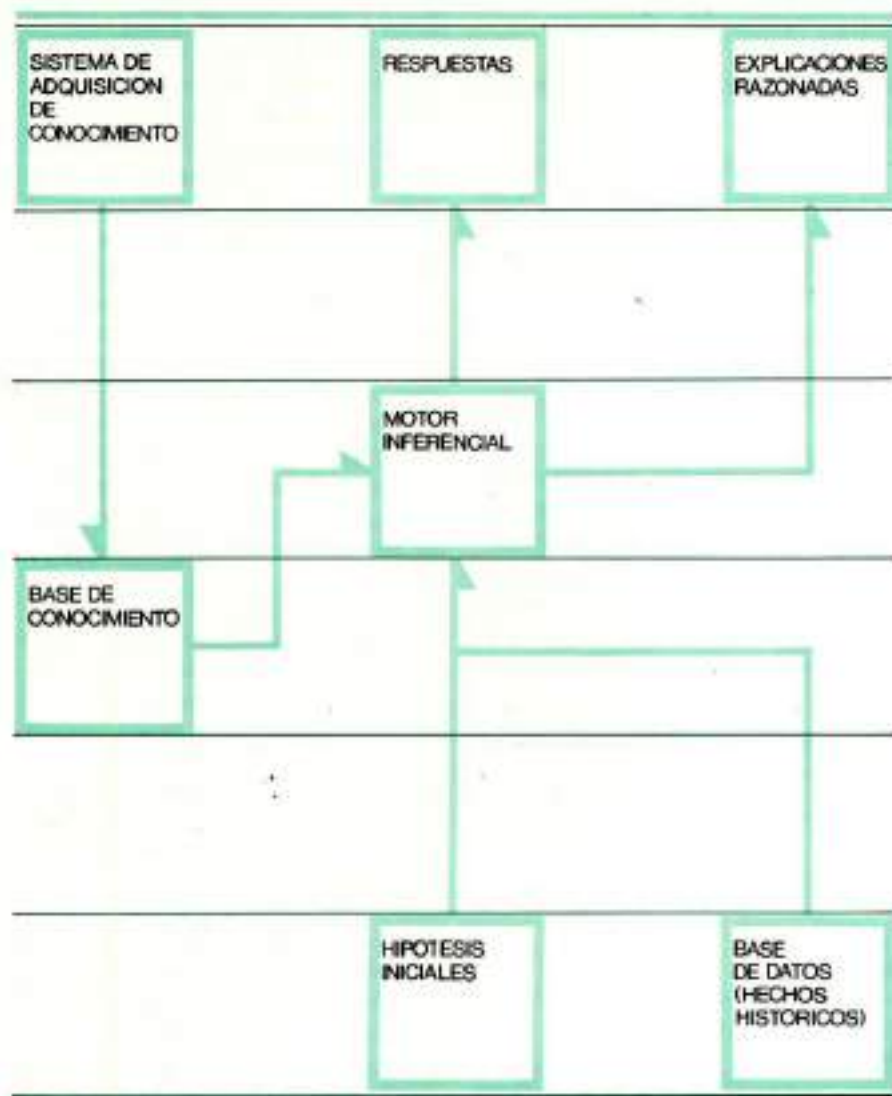 SISTEMA DE
ADQUISICION
DE
CONOCIMIENTO
RESPUESTAS
EXPLICACIONES
RAZONADAS
MOTOR
INFERENCIAL
BASE DE
CONOCIMIENTO
HIPOTESIS
INICIALES
BASE
DE DATOS
(HECHOS
HISTORICOS)